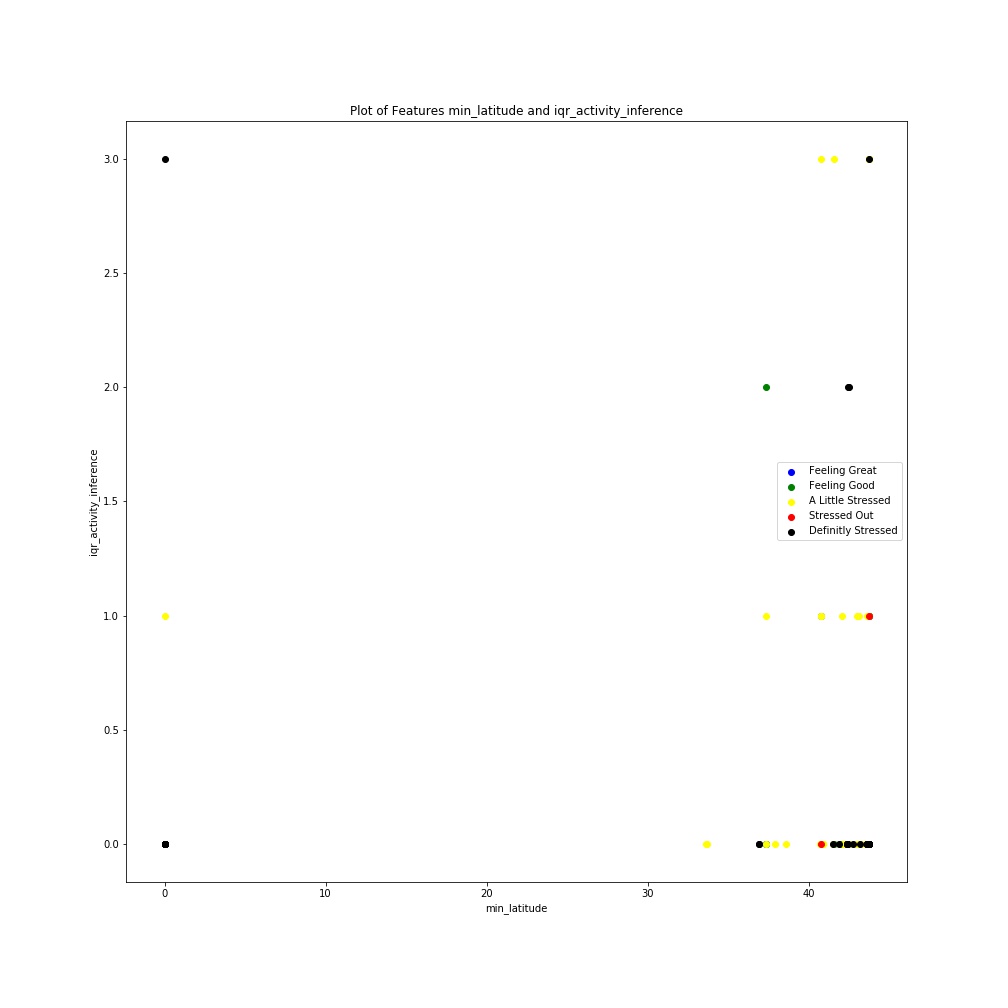 Plot of Features min_latitude and iqr_activity_inference
3.0
2.5
2.0
1.5
1.0
0.5
0.0
iqr_activity_inference
Feeling Great
Feeling Good
A Little Stressed
Stressed Out
Definitly Stressed
0
10
20
30
40
min_latitude